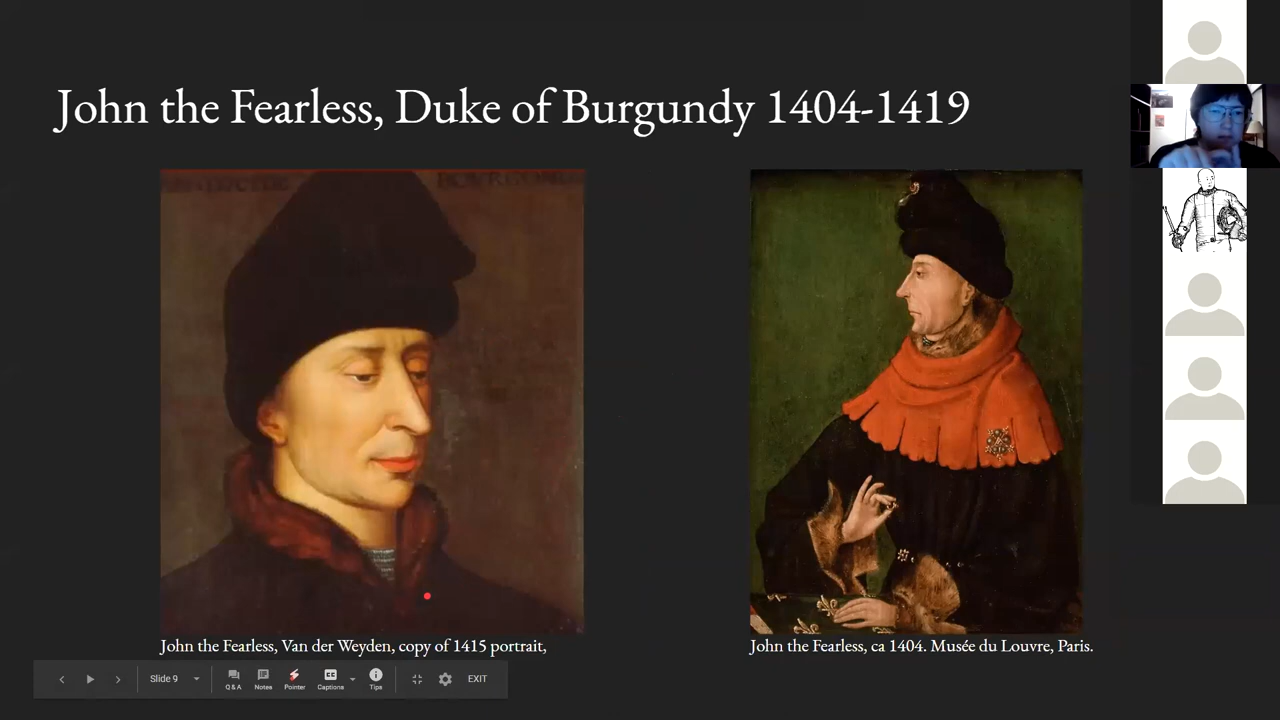 John the Fearless, Duke of Burgundy 1404-1419
John the Fearless, Van der Weyden, copy of 1415 portrait,
John the Fearless, ca 1404. Musée du Louvre, Paris.
Slide 9
Q & A
Notes
Pointer
CC
Captions
Tips
EXIT